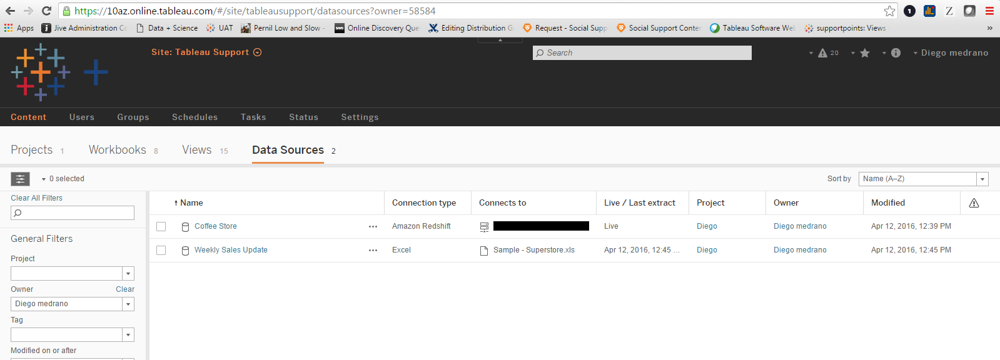 https://10az.online.tableau.com/#/site/tableausupport/datasources?owner=58584
Apps Jive Administration Co Data + Science UAT Pernil Low and Slow - Online Discovery Que Editing Distribution G Request - Social Supp Social Support Conter Tableau Software Wel supportpoints: Views »
Site: Tableau Support Search 20 Diego medrano
Content Users Groups Schedules Tasks Status Settings
Projects 1 Workbooks 8 Views 15 Data Sources 2
0 selected Sort by Name (A–Z)
Clear All Filters
Name Connection type Connects to Live / Last extract Project Owner Modified
Coffee Store ••• Amazon Redshift Live Diego Diego medrano Apr 12, 2016, 12:39 PM
General Filters
Weekly Sales Update ••• Excel Sample - Superstore.xls Apr 12, 2016, 12:45 ... Diego Diego medrano Apr 12, 2016, 12:45 PM
Project
Owner Clear
Diego medrano
Tag
Modified on or after